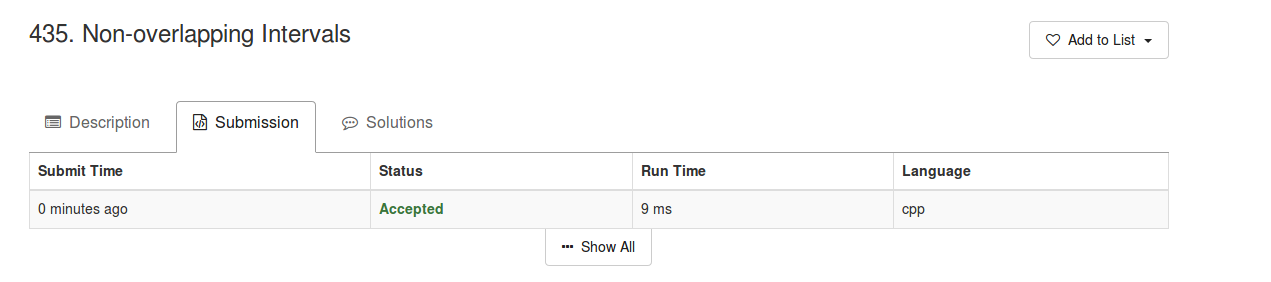 435. Non-overlapping Intervals
Add to List
Description Submission Solutions
Submit Time Status Run Time Language
0 minutes ago Accepted 9 ms cpp
Show All